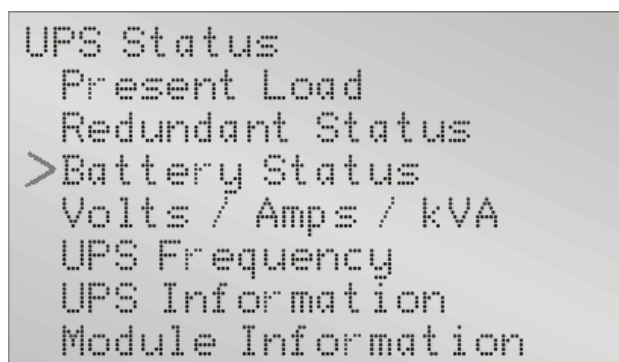 UPS Status
Present Load
Redundant Status
>Battery Status
Volts / Amps / kVA
UPS Frequency
UPS Information
Module Information